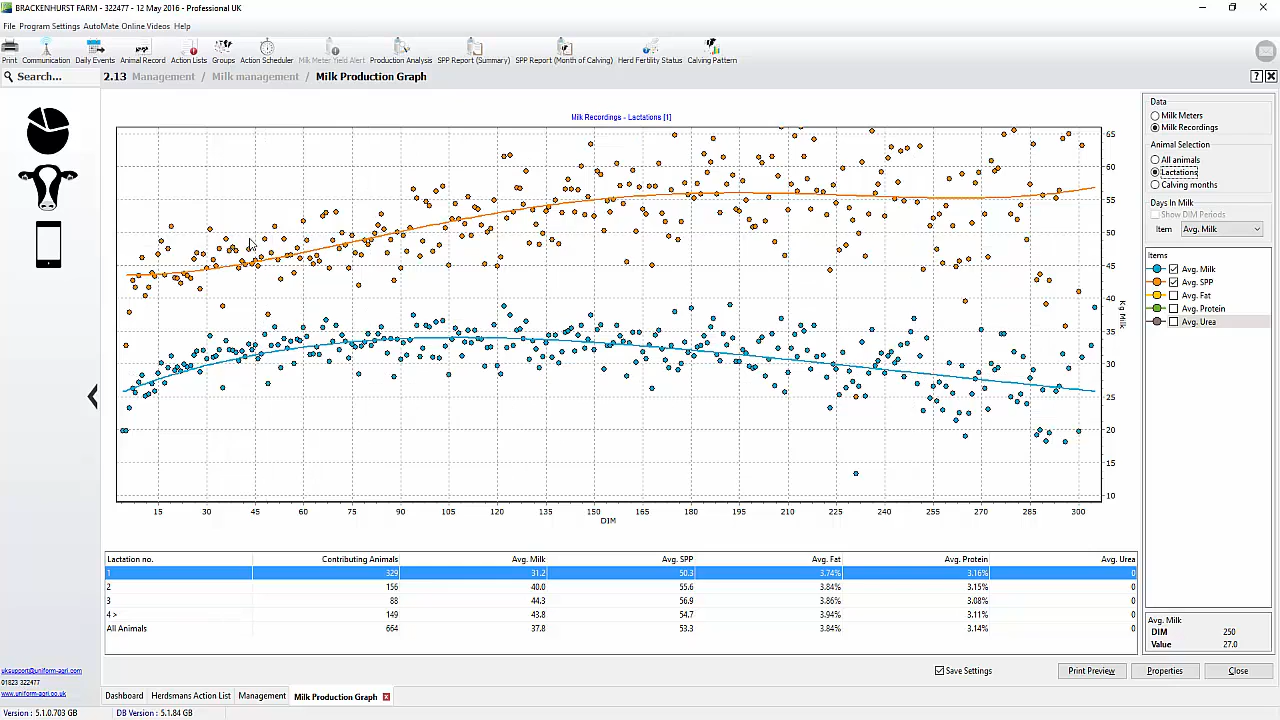 BRACKENHURST FARM - 322477 - 12 May 2016 - Professional UK
File Program Settings AutoMate Online Videos Help
Print Communication Daily Events Animal Record Action Lists Groups Action Scheduler Milk Meter Yield Alert Production Analysis SPP Report (Summary) SPP Report (Month of Calving) Herd Fertility Status Calving Pattern
Search... 2.13 Management / Milk management / Milk Production Graph
Milk Recordings - Lactations [1]
65
60
55
50
45
40
35
30
25
20
15
10
Kg Milk
15 30 45 60 75 90 105 120 135 150 165 180 195 210 225 240 255 270 285 300
DIM
Data
Milk Meters
Milk Recordings
Animal Selection
All animals
Lactations
Calving months
Days In Milk
Show DIM Periods
Item Avg. Milk
Items
Avg. Milk
Avg. SPP
Avg. Fat
Avg. Protein
Avg. Urea
Lactation no. Contributing Animals Avg. Milk Avg. SPP Avg. Fat Avg. Protein Avg. Urea
1 329 31.2 50.3 3.74% 3.16% 0
2 156 40.0 55.6 3.84% 3.15% 0
3 88 44.3 56.9 3.86% 3.08% 0
4 > 149 43.8 54.7 3.94% 3.11% 0
All Animals 664 37.8 53.3 3.84% 3.14% 0
Avg. Milk
DIM 250
Value 27.0
Save Settings Print Preview Properties Close
uksupport@uniform-agri.com
01823 322477
www.uniform-agri.co.uk
Dashboard Herdsmans Action List Management Milk Production Graph
Version : 5.1.0.703 GB DB Version : 5.1.84 GB